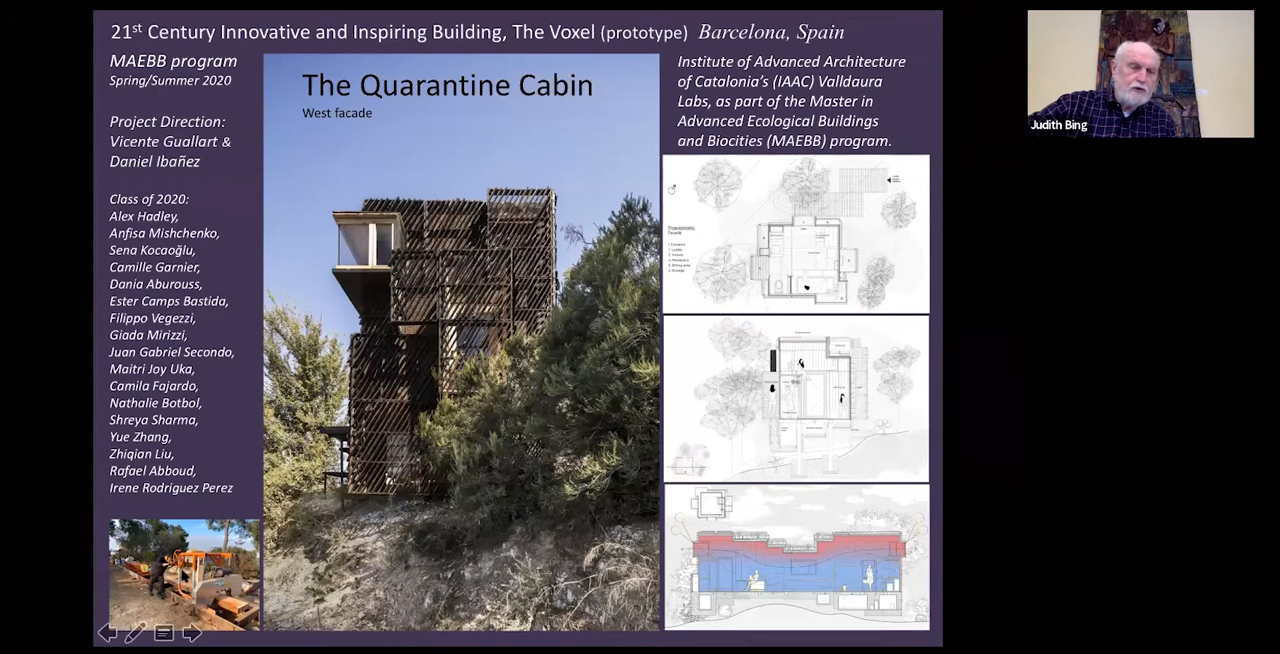 21st Century Innovative and Inspiring Building, The Voxel (prototype) Barcelona, Spain
MAEBB program
Spring/Summer 2020
Project Direction:
Vicente Guallart &
Daniel Ibañez
Class of 2020:
Alex Hadley,
Anfisa Mishchenko,
Sena Kocaoğlu,
Camille Garnier,
Dania Aburouss,
Ester Camps Bastida,
Filippo Vegezzi,
Giada Mirizzi,
Juan Gabriel Secondo,
Maitri Joy Uka,
Camila Fajardo,
Nathalie Botbol,
Shreya Sharma,
Yue Zhang,
Zhiqian Liu,
Rafael Abboud,
Irene Rodriguez Perez
The Quarantine Cabin
West facade
Institute of Advanced Architecture
of Catalonia’s (IAAC) Valldaura
Labs, as part of the Master in
Advanced Ecological Buildings
and Biocities (MAEBB) program.
Judith Bing